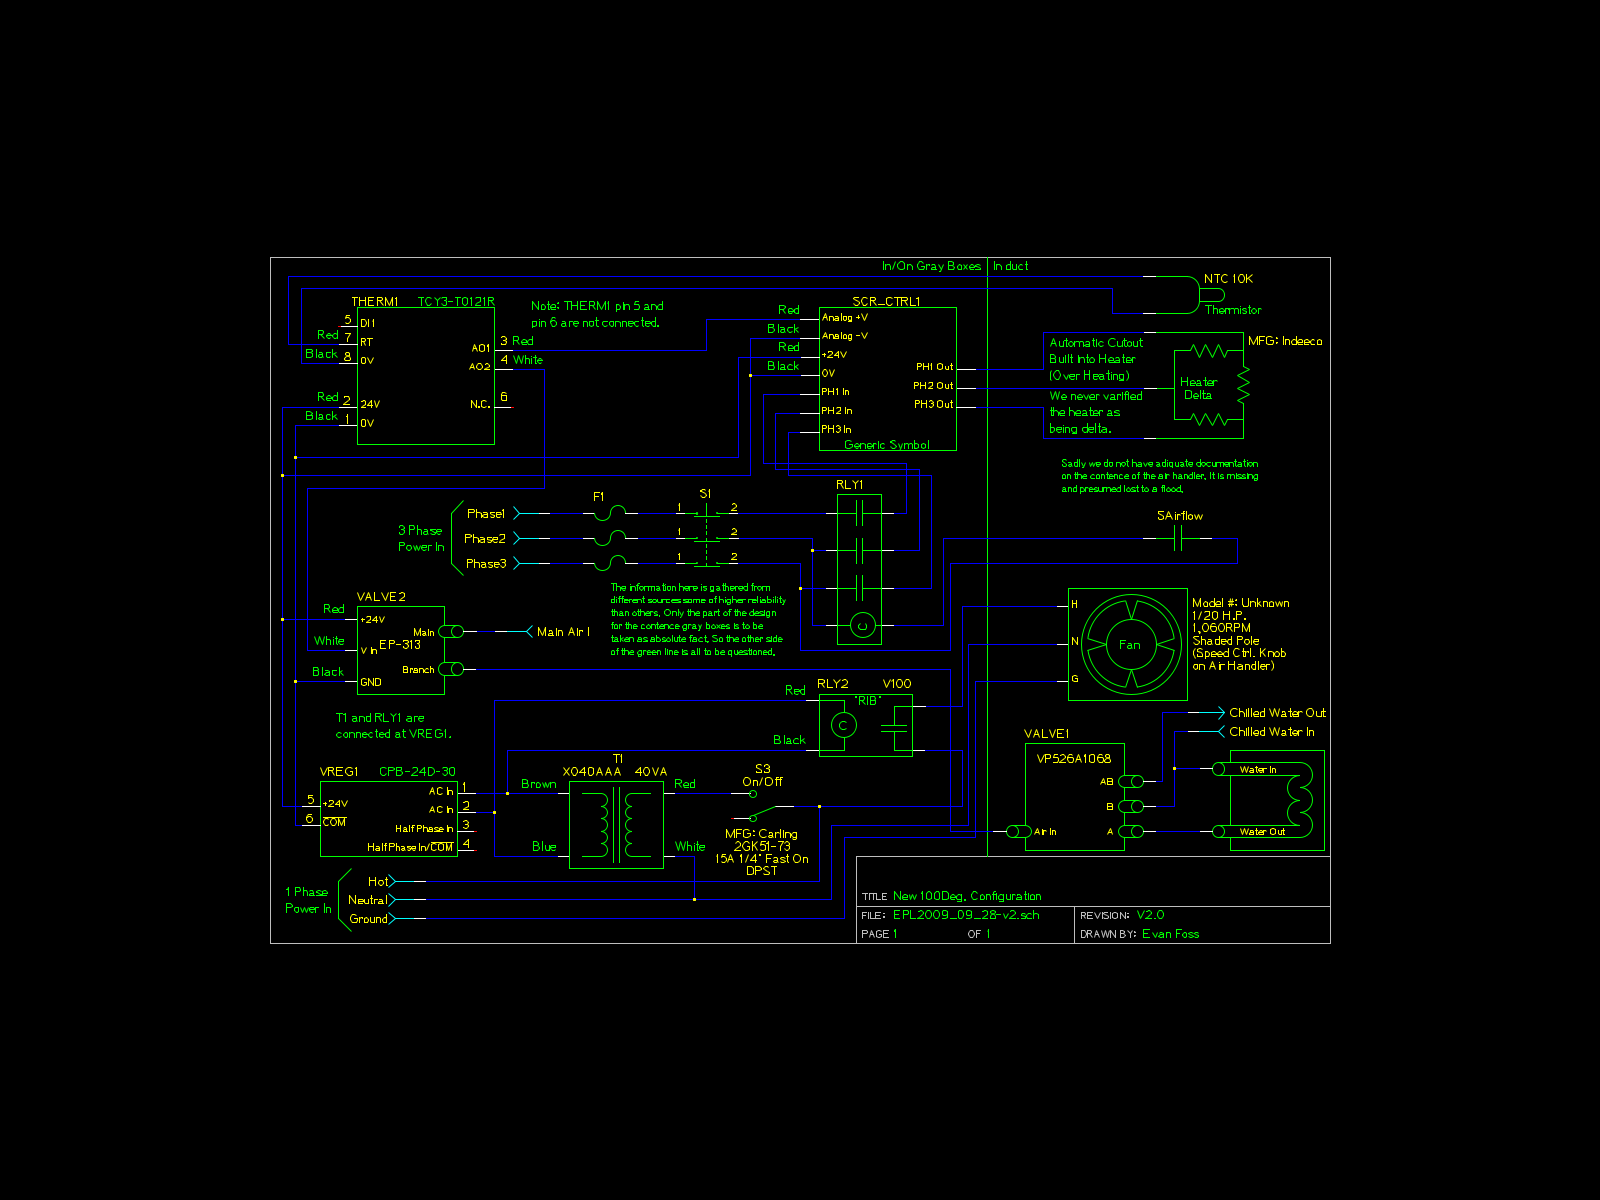 In/On Gray Boxes
In duct
NTC 10K
Thermistor
THERM1
TCY3-T0121R
5
DI1
Red
7
RT
Black
8
0V
Red
2
24V
Black
1
0V
3
Red
AO1
4
White
AO2
6
N.C.
Note: THERM1 pin 5 and
pin 6 are not connected.
SCR_CTRL1
Red
Analog +V
Black
Analog -V
Red
+24V
Black
0V
PH1 In
PH2 In
PH3 In
PH1 Out
PH2 Out
PH3 Out
Generic Symbol
Automatic Cutout
Built Into Heater
(Over Heating)
We never varified
the heater as
being delta.
MFG: Indeeco
Heater
Delta
Sadly we do not have adiquate documentation
on the contence of the air handler. It is missing
and presumed lost to a flood.
3 Phase
Power In
Phase1
Phase2
Phase3
F1
S1
1
2
1
2
1
2
RLY1
C
SAirflow
The information here is gathered from
different sources some of higher reliability
than others. Only the part of the design
for the contence gray boxes is to be
taken as absolute fact. So the other side
of the green line is all to be questioned.
VALVE2
Red
+24V
White
V In
EP-313
Black
GND
Main
Branch
Main Air I
H
N
G
Fan
Model #: Unknown
1/20 H.P.
1,060RPM
Shaded Pole
(Speed Ctrl. Knob
on Air Handler)
T1 and RLY1 are
connected at VREG1.
RLY2
V100
Red
"RIB"
C
Black
VREG1
CPB-24D-30
5
+24V
6
COM
AC In
1
AC In
2
Half Phase In
3
Half Phase In/COM
4
T1
X040AAA
40VA
Brown
Red
Blue
White
S3
On/Off
MFG: Carling
2GK51-73
15A 1/4" Fast On
DPST
VALVE1
VP526A1068
AB
B
A
Air In
Chilled Water Out
Chilled Water In
Water In
Water Out
1 Phase
Power In
Hot
Neutral
Ground
TITLE New 100Deg. Configuration
FILE: EPL2009_09_28-v2.sch
REVISION: V2.0
PAGE 1 OF 1
DRAWN BY: Evan Foss